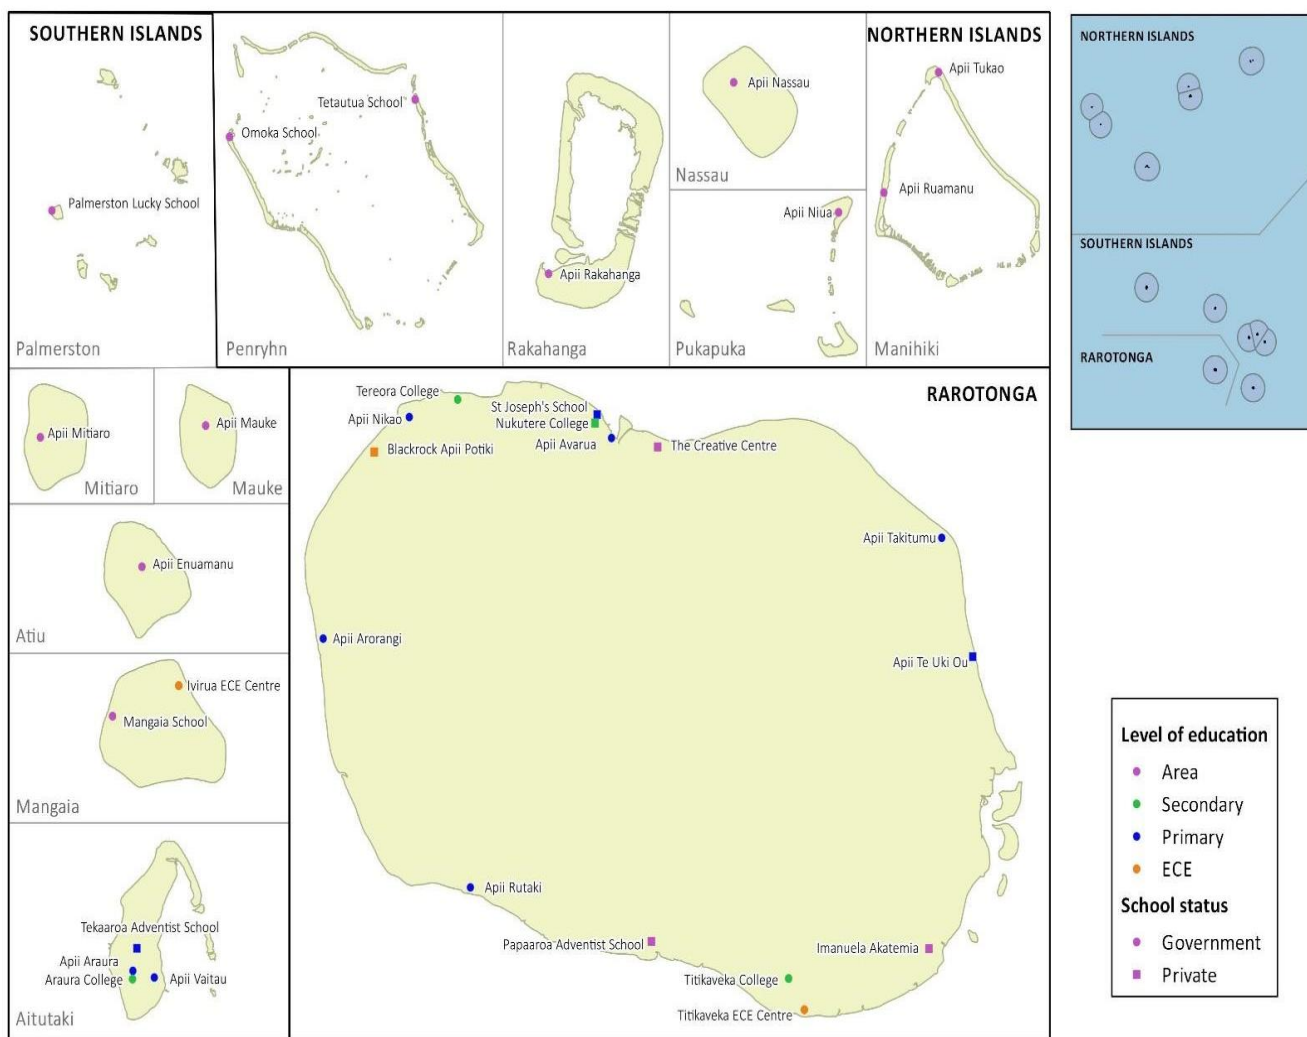 SOUTHERN ISLANDS
Palmerston Lucky School
Palmerston
Tetautua School
Omoka School
Penryhn
Apii Rakahanga
Rakahanga
Apii Nassau
Nassau
Apii Niua
Pukapuka
NORTHERN ISLANDS
Apii Tukao
Apii Ruamanu
Manihiki
NORTHERN ISLANDS
SOUTHERN ISLANDS
RAROTONGA
Apii Mitiaro
Mitiaro
Apii Mauke
Mauke
Apii Enuamanu
Atiu
Ivirua ECE Centre
Mangaia School
Mangaia
Tekaaroa Adventist School
Apii Araura
Araura College
Apii Vaitau
Aitutaki
RAROTONGA
Tereora College
Apii Nikao
Blackrock Apii Potiki
St Joseph's School
Nukutere College
Apii Avarua
The Creative Centre
Apii Takitumu
Apii Arorangi
Apii Te Uki Ou
Apii Rutaki
Papaaroa Adventist School
Imanuela Akatemia
Titikaveka College
Titikaveka ECE Centre
Level of education
Area
Secondary
Primary
ECE
School status
Government
Private